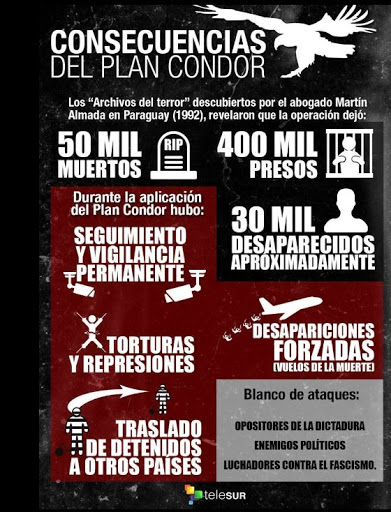 CONSECUENCIAS
DEL PLAN CONDOR
Los “Archivos del terror” descubiertos por el abogado Martín
Almada en Paraguay (1992), revelaron que la operación dejó:
50 MIL
MUERTOS
RIP
400 MIL
PRESOS
Durante la aplicación
del Plan Condor hubo:
30 MIL
DESAPARECIDOS
APROXIMADAMENTE
SEGUIMIENTO
Y VIGILANCIA
PERMANENTE
TORTURAS
Y REPRESIONES
DESAPARICIONES
FORZADAS
(VUELOS DE LA MUERTE)
TRASLADO
DE DETENIDOS
A OTROS PAÍSES
Blanco de ataques:
OPOSITORES DE LA DICTADURA
ENEMIGOS POLÍTICOS
LUCHADORES CONTRA EL FASCISMO.
teleSUR